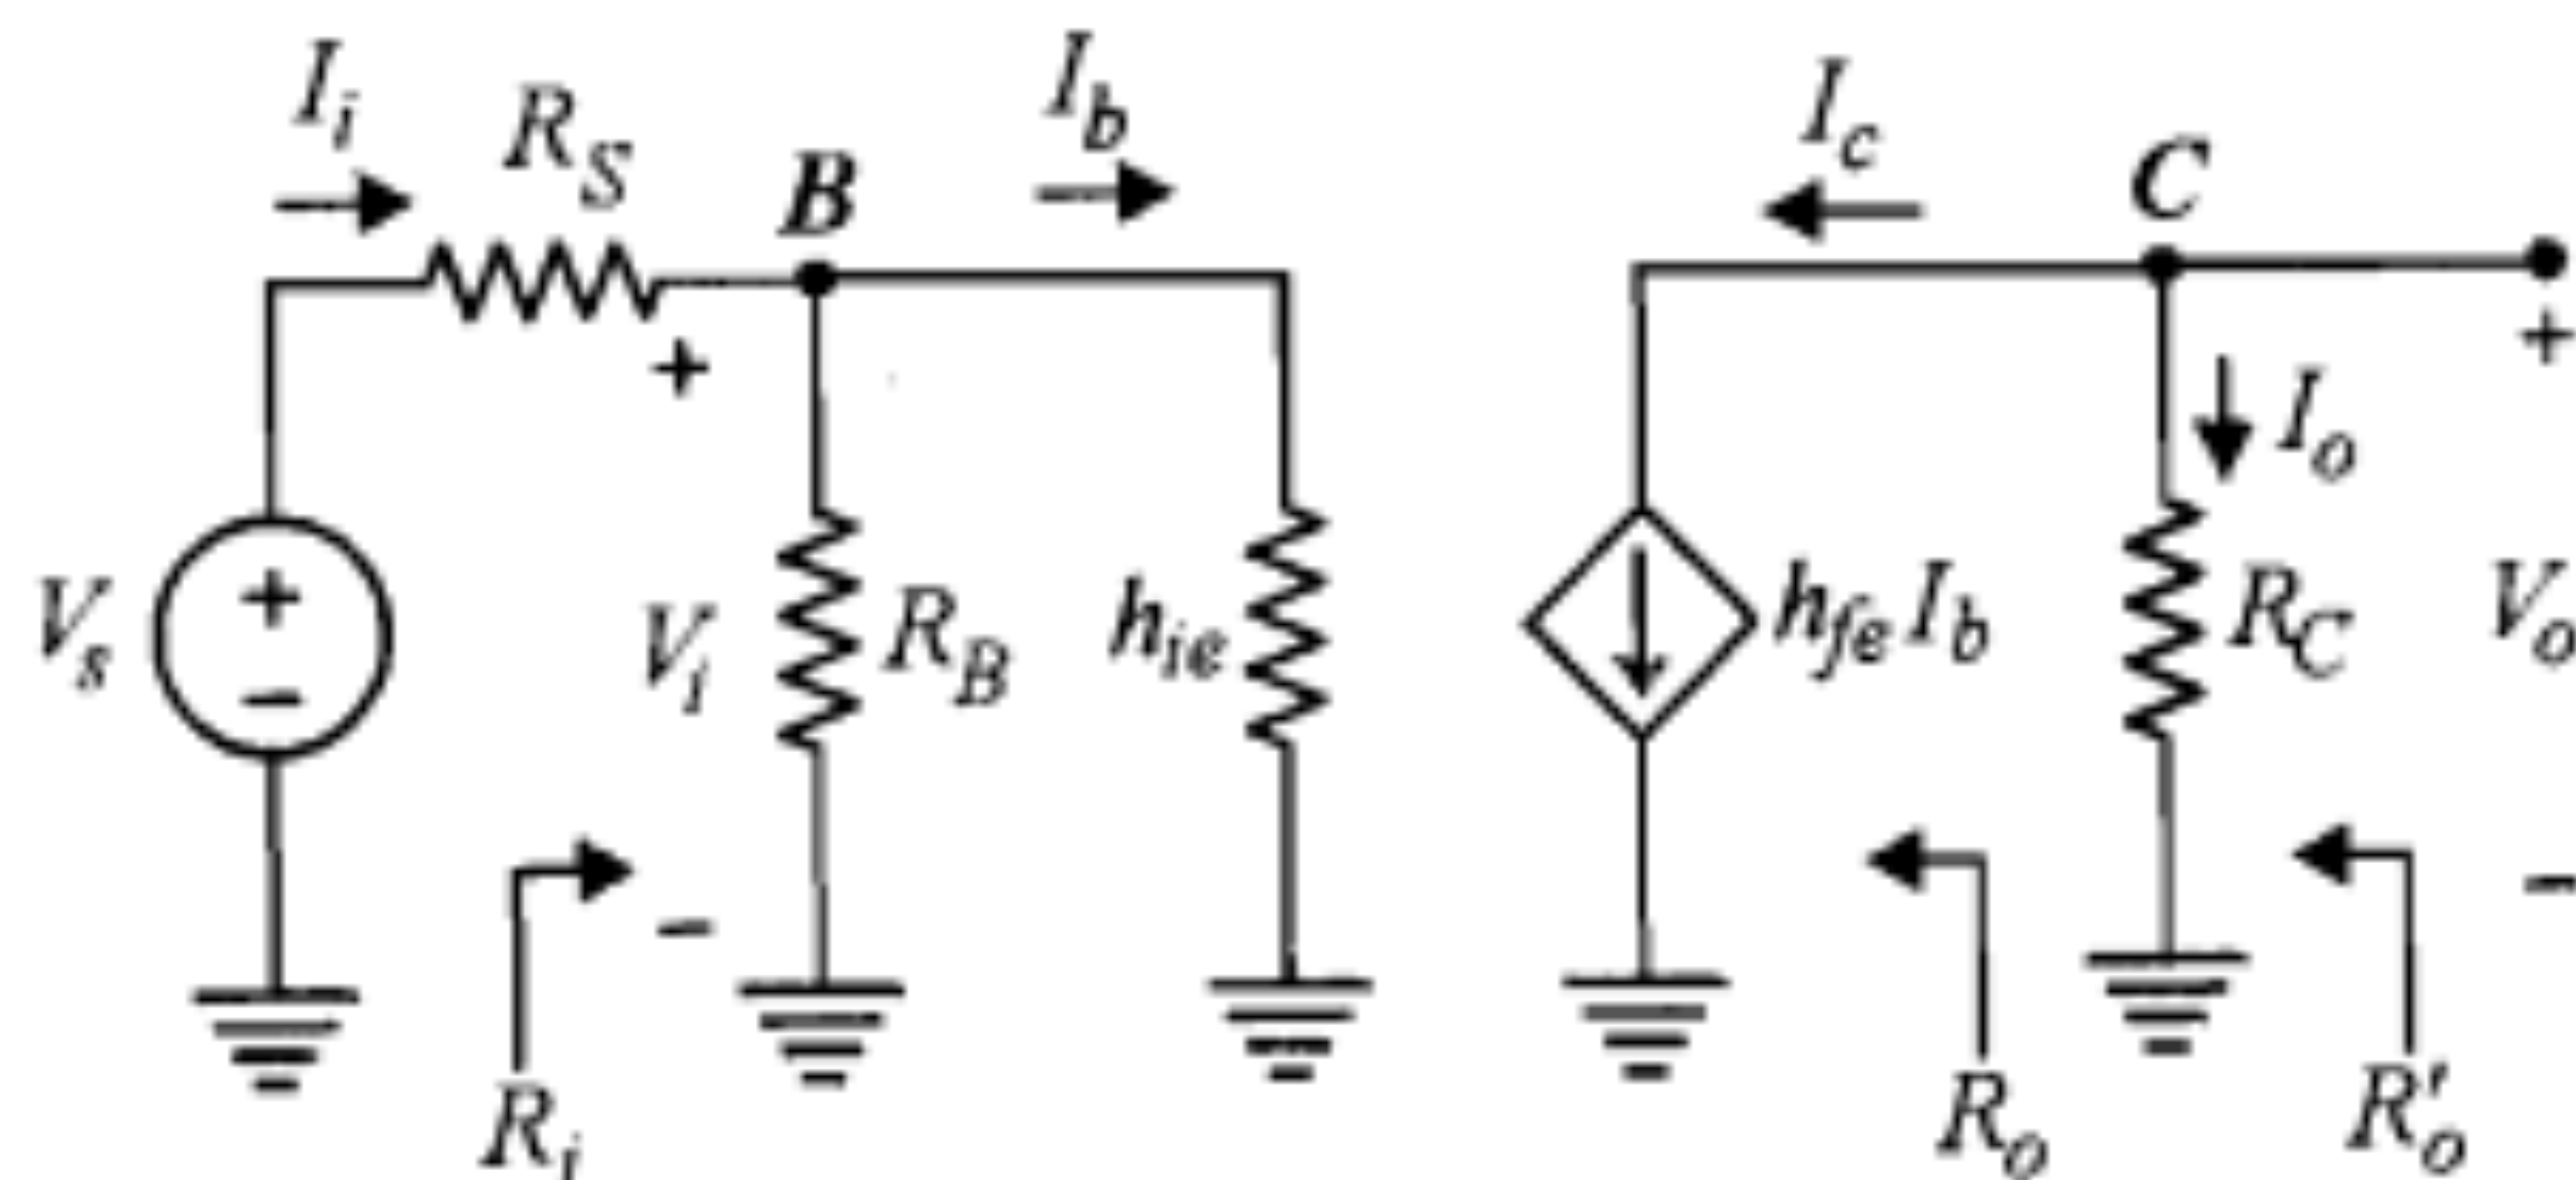 I_i
R_S
B
I_b
I_c
C
+
+
I_o
V_s
+
−
V_i
R_B
h_ie
h_fe I_b
R_C
V_o
−
−
R_i
R_o
R'_o